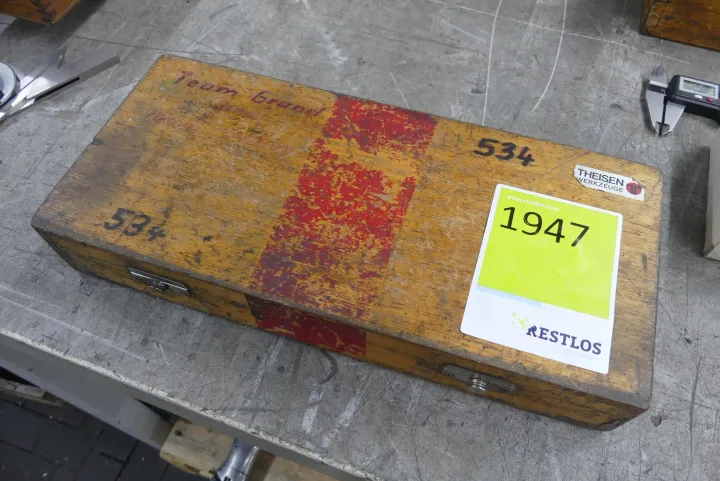 Team Grund
534
534
THEISEN
WERKZEUGE
1947
RESTLOS